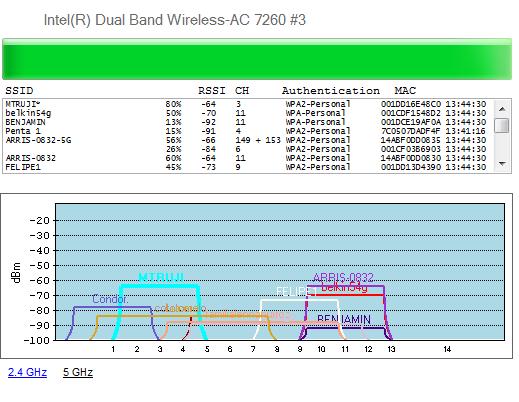 Intel(R) Dual Band Wireless-AC 7260 #3
SSID RSSI CH Authentication MAC
MTRUJI* 80% -64 3 WPA2-Personal 001DD16E48C0 13:44:30
belkin54g 50% -70 11 WPA-Personal 001CDF1548D2 13:44:30
BENJAMIN 13% -92 11 WPA-Personal 001DCE19AF0A 13:44:30
Penta 1 15% -91 4 WPA2-Personal 7C0507DADF4F 13:41:16
ARRIS-0832-5G 56% -66 149 + 153 WPA2-Personal 14ABF0DD0835 13:44:30
26% -84 6 WPA-Personal 001CF03B6903 13:44:30
ARRIS-0832 60% -64 11 WPA2-Personal 14ABF0DD0830 13:44:30
FELIPE1 45% -73 9 WPA-Personal 001DD13D4390 13:44:30
dBm
-20
-30
-40
-50
-60
-70
-80
-90
-100
MTRUJI
ARRIS-0832
belkin54g
Condor.
BENJAMIN
1 2 3 4 5 6 7 8 9 10 11 12 13 14
2.4 GHz 5 GHz